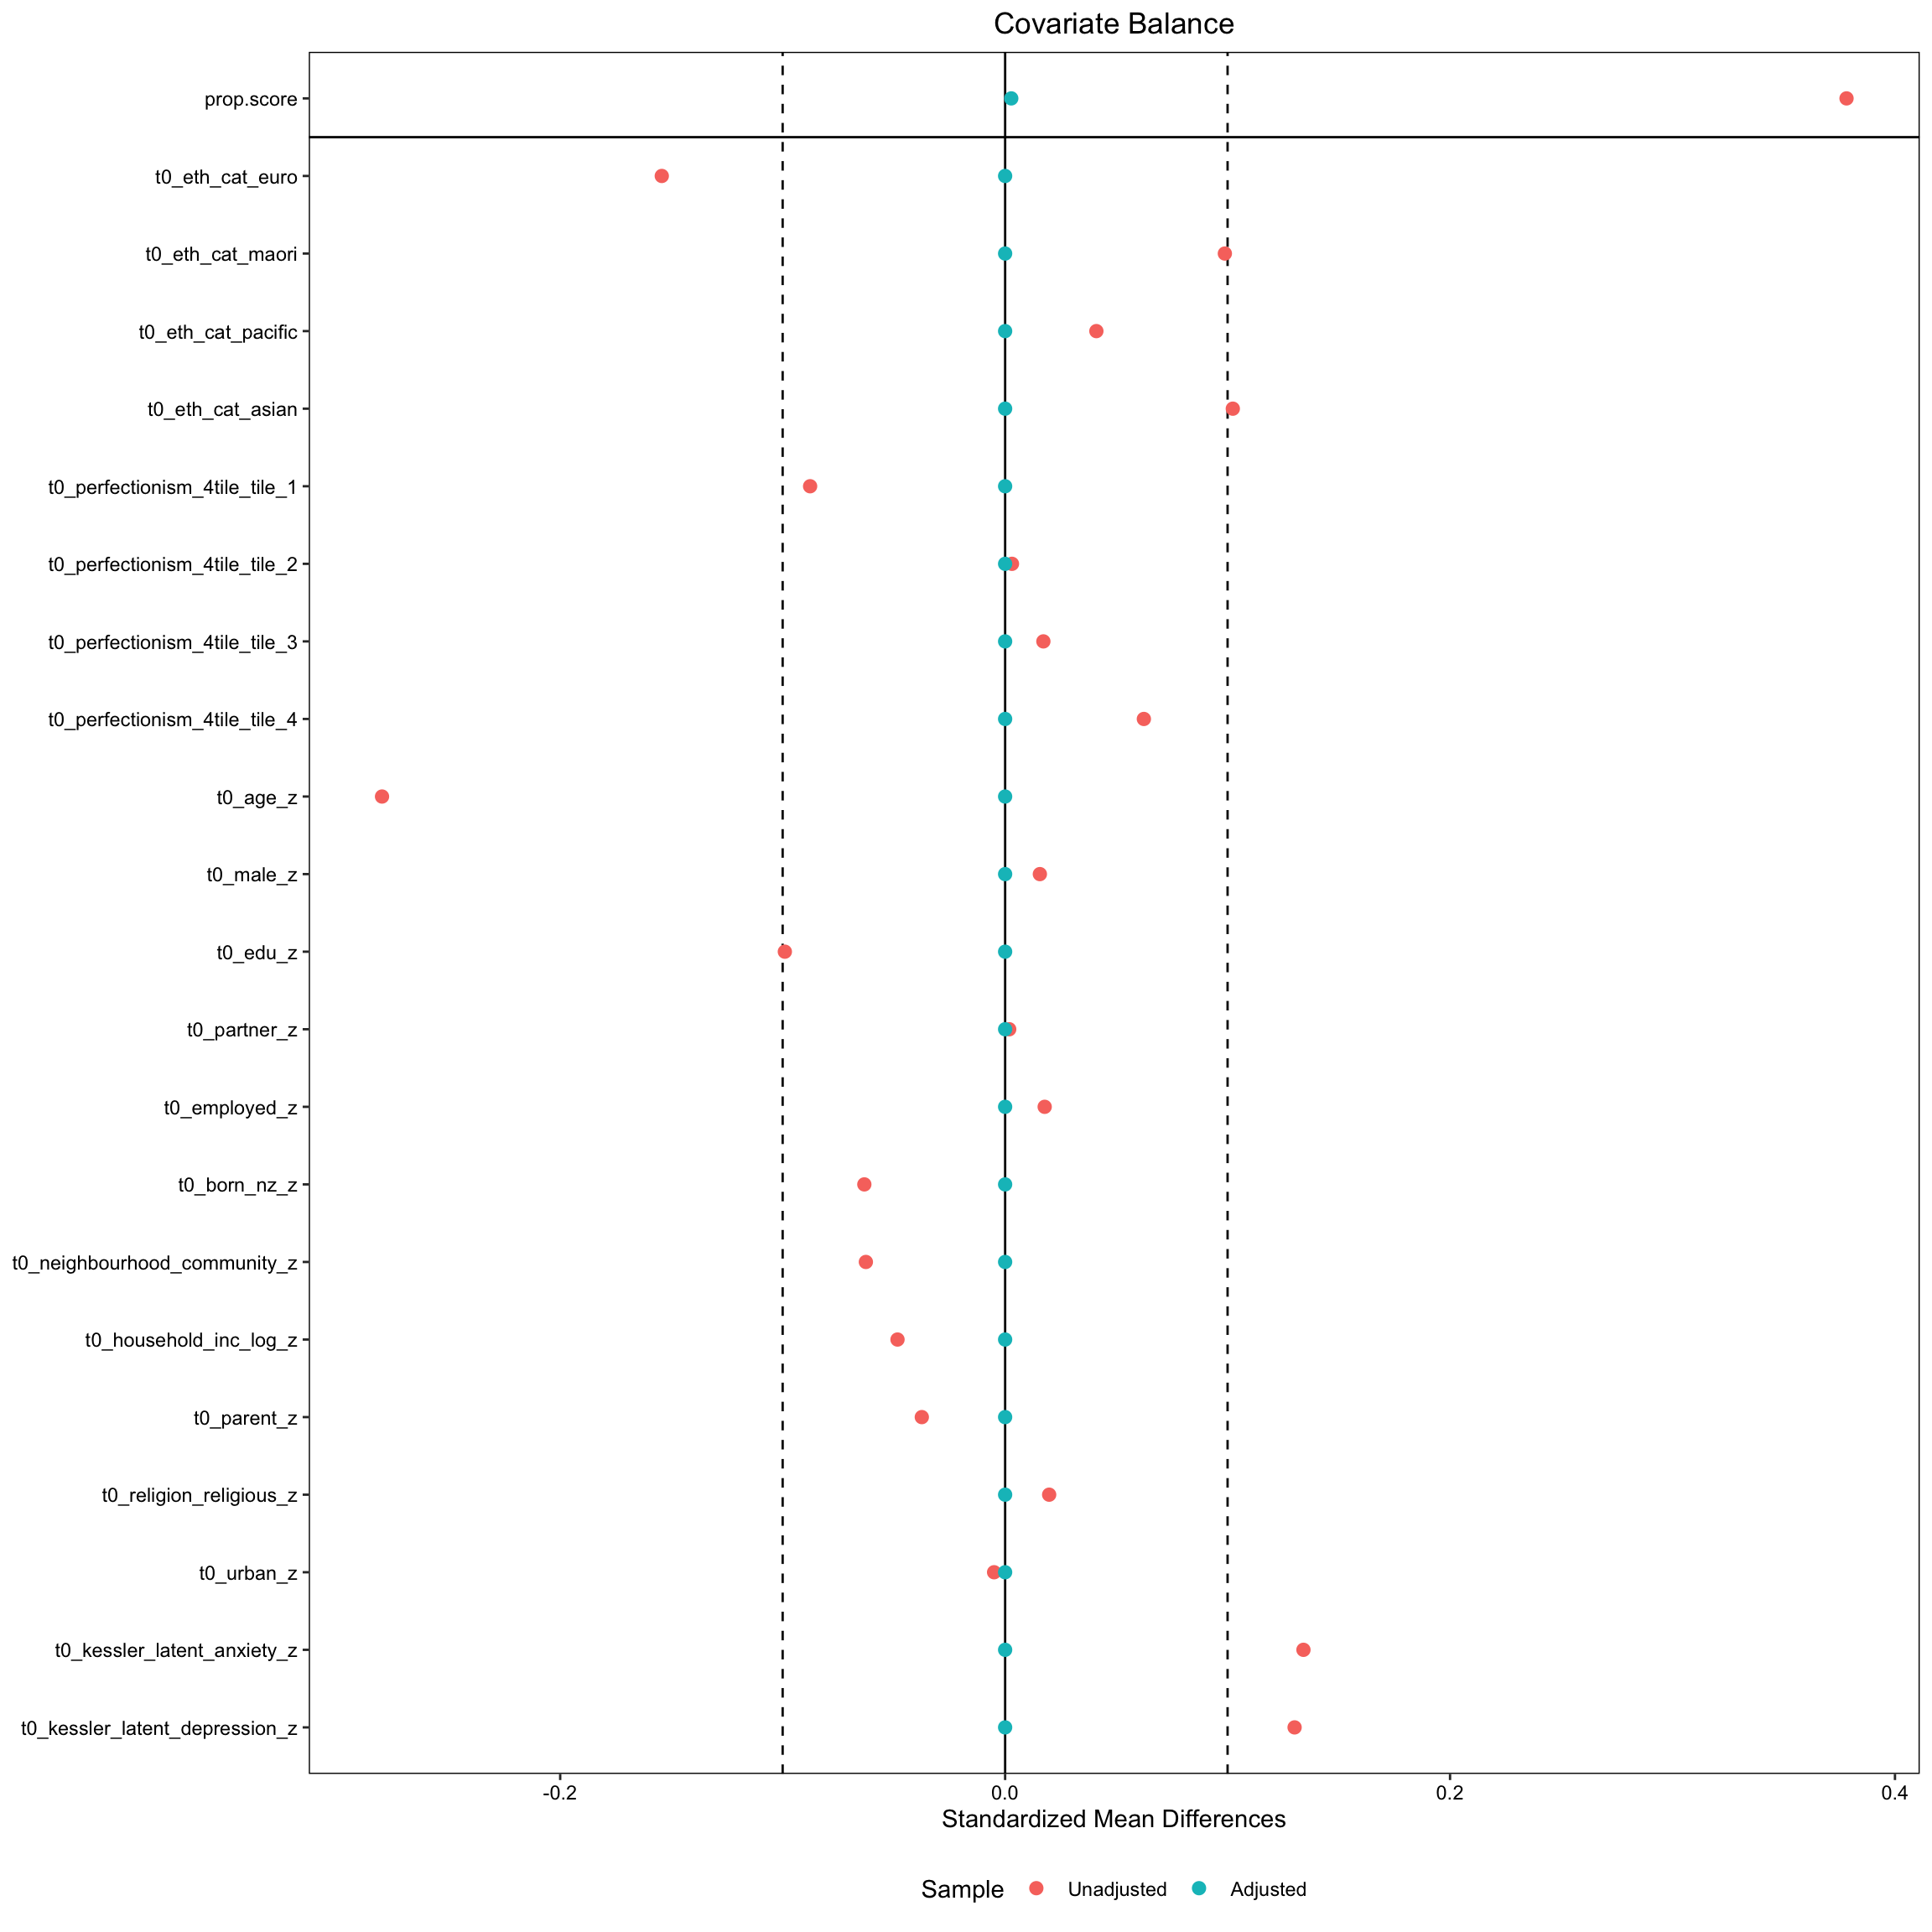 Covariate Balance
prop.score
t0_eth_cat_euro
t0_eth_cat_maori
t0_eth_cat_pacific
t0_eth_cat_asian
t0_perfectionism_4tile_tile_1
t0_perfectionism_4tile_tile_2
t0_perfectionism_4tile_tile_3
t0_perfectionism_4tile_tile_4
t0_age_z
t0_male_z
t0_edu_z
t0_partner_z
t0_employed_z
t0_born_nz_z
t0_neighbourhood_community_z
t0_household_inc_log_z
t0_parent_z
t0_religion_religious_z
t0_urban_z
t0_kessler_latent_anxiety_z
t0_kessler_latent_depression_z
-0.2 0.0 0.2 0.4
Standardized Mean Differences
Sample Unadjusted Adjusted